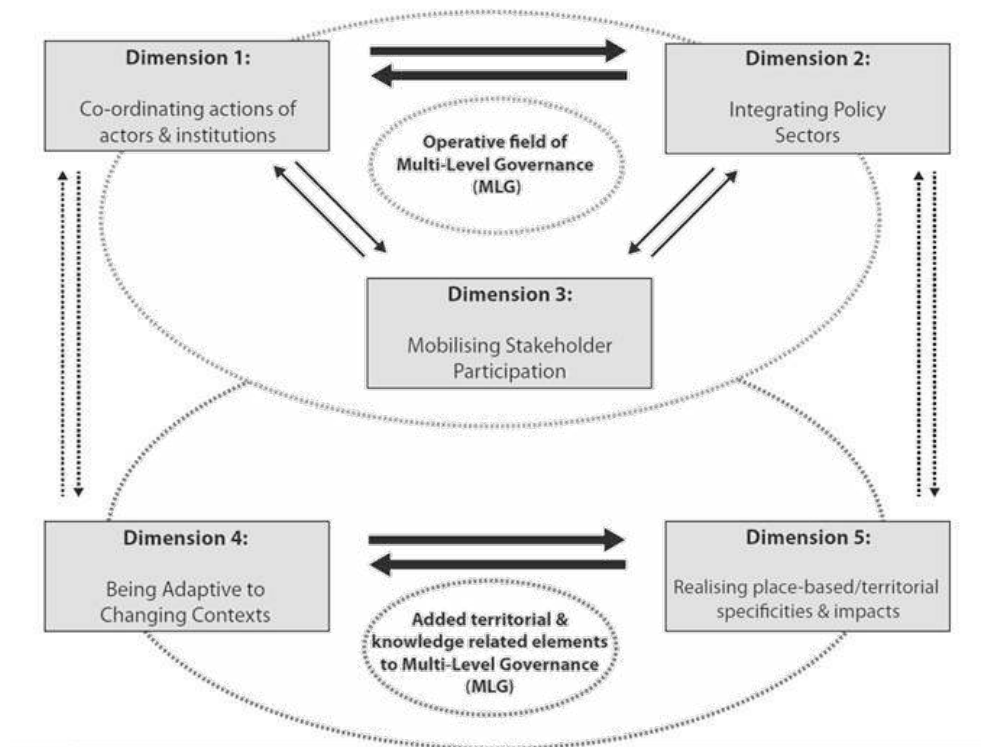 Dimension 1:
Co-ordinating actions of
actors & institutions
Dimension 2:
Integrating Policy
Sectors
Operative field of
Multi-Level Governance
(MLG)
Dimension 3:
Mobilising Stakeholder
Participation
Dimension 4:
Being Adaptive to
Changing Contexts
Dimension 5:
Realising place-based/territorial
specificities & impacts
Added territorial &
knowledge related elements
to Multi-Level Governance
(MLG)